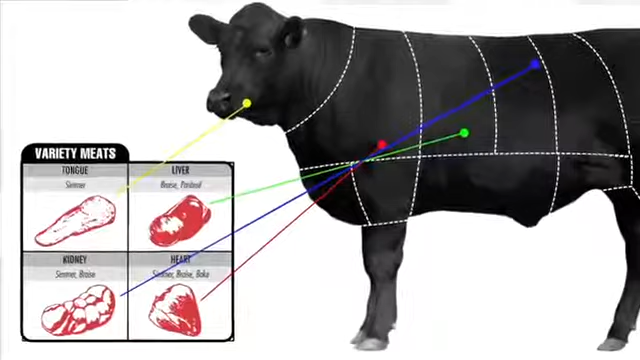 VARIETY MEATS
TONGUE
Simmer
LIVER
Braise, Panbroil
KIDNEY
Simmer, Braise
HEART
Simmer, Braise, Bake